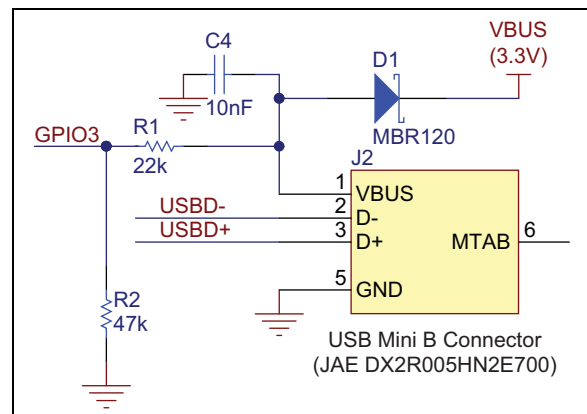 C4
10nF
VBUS
(3.3V)
D1
MBR120
GPIO3
R1
22k
J2
1
VBUS
USBD-
2
D-
USBD+
3
D+
MTAB
6
5
GND
R2
47k
USB Mini B Connector
(JAE DX2R005HN2E700)